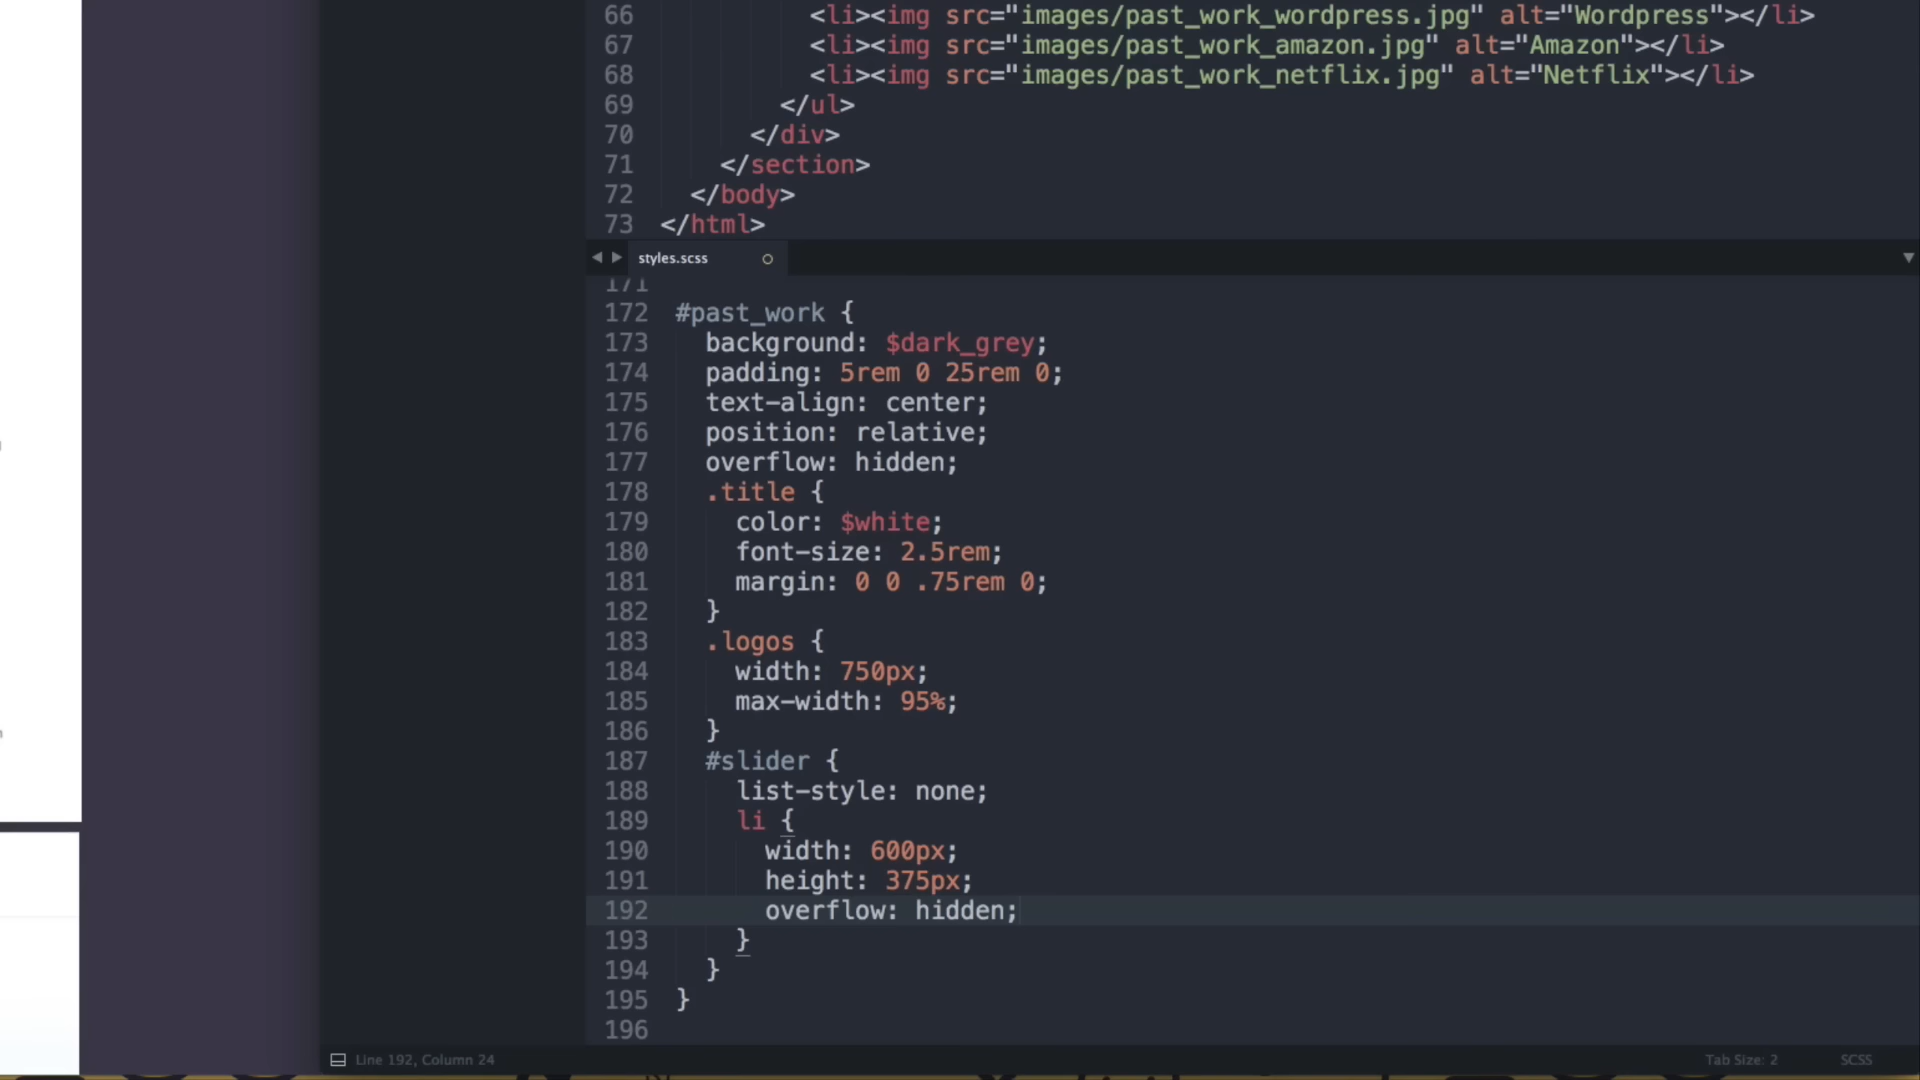 66 <li><img src="images/past_work_wordpress.jpg" alt="Wordpress"></li>
67 <li><img src="images/past_work_amazon.jpg" alt="Amazon"></li>
68 <li><img src="images/past_work_netflix.jpg" alt="Netflix"></li>
69 </ul>
70 </div>
71 </section>
72 </body>
73 </html>
styles.scss
171
172 #past_work {
173 background: $dark_grey;
174 padding: 5rem 0 25rem 0;
175 text-align: center;
176 position: relative;
177 overflow: hidden;
178 .title {
179 color: $white;
180 font-size: 2.5rem;
181 margin: 0 0 .75rem 0;
182 }
183 .logos {
184 width: 750px;
185 max-width: 95%;
186 }
187 #slider {
188 list-style: none;
189 li {
190 width: 600px;
191 height: 375px;
192 overflow: hidden;
193 }
194 }
195 }
196
Line 192, Column 24
Tab Size: 2
SCSS